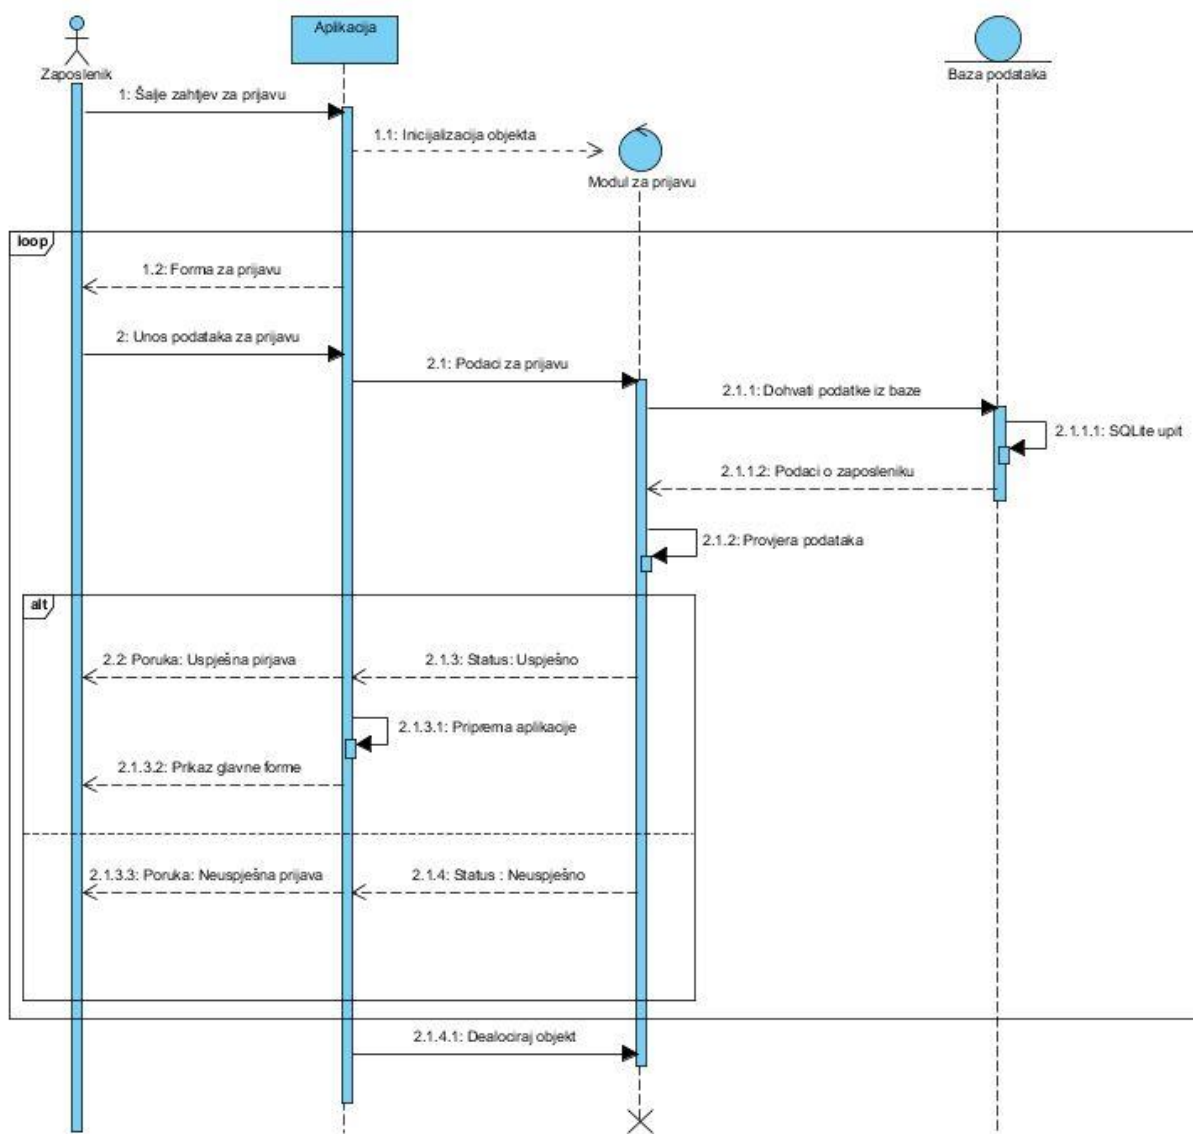 Aplikacija
Zaposlenik
Baza podataka
1: Šalje zahtjev za prijavu
1.1: Inicijalizacija objekta
Modul za prijavu
loop
1.2: Forma za prijavu
2: Unos podataka za prijavu
2.1: Podaci za prijavu
2.1.1: Dohvati podatke iz baze
2.1.1.1: SQLite upit
2.1.1.2: Podaci o zaposleniku
2.1.2: Provjera podataka
alt
2.2: Poruka: Uspješna pirjava
2.1.3: Status: Uspješno
2.1.3.1: Priprema aplikacije
2.1.3.2: Prikaz glavne forme
2.1.3.3: Poruka: Neuspješna prijava
2.1.4: Status : Neuspješno
2.1.4.1: Dealociraj objekt